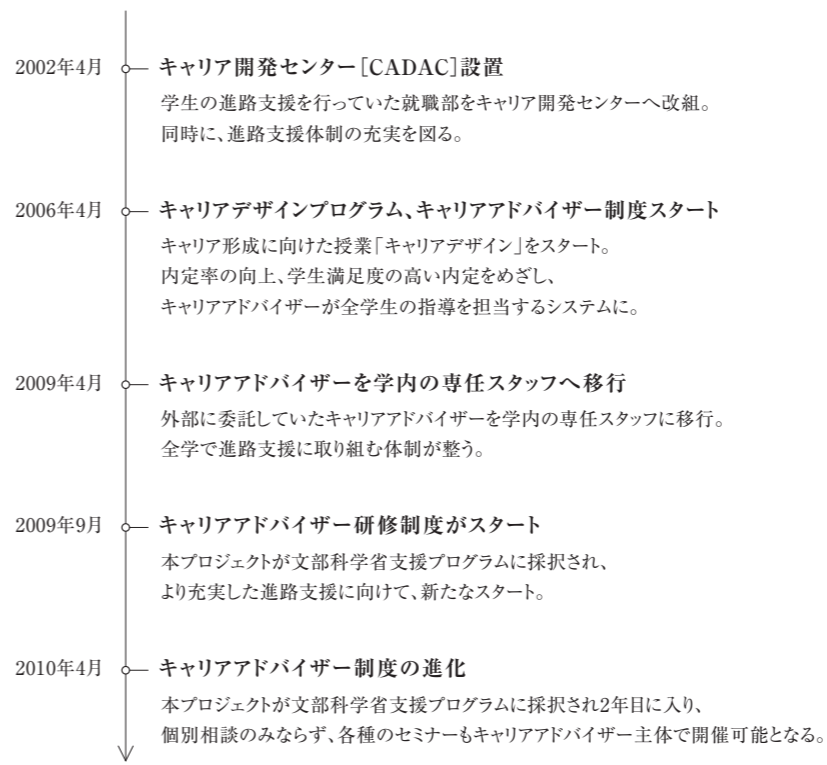 2002年4月 キャリア開発センター[CADAC]設置
学生の進路支援を行っていた就職部をキャリア開発センターへ改組。
同時に、進路支援体制の充実を図る。
2006年4月 キャリアデザインプログラム、キャリアアドバイザー制度スタート
キャリア形成に向けた授業「キャリアデザイン」をスタート。
内定率の向上、学生満足度の高い内定をめざし、
キャリアアドバイザーが全学生の指導を担当するシステムに。
2009年4月 キャリアアドバイザーを学内の専任スタッフへ移行
外部に委託していたキャリアアドバイザーを学内の専任スタッフに移行。
全学で進路支援に取り組む体制が整う。
2009年9月 キャリアアドバイザー研修制度がスタート
本プロジェクトが文部科学省支援プログラムに採択され、
より充実した進路支援に向けて、新たなスタート。
2010年4月 キャリアアドバイザー制度の進化
本プロジェクトが文部科学省支援プログラムに採択され2年目に入り、
個別相談のみならず、各種のセミナーもキャリアアドバイザー主体で開催可能となる。